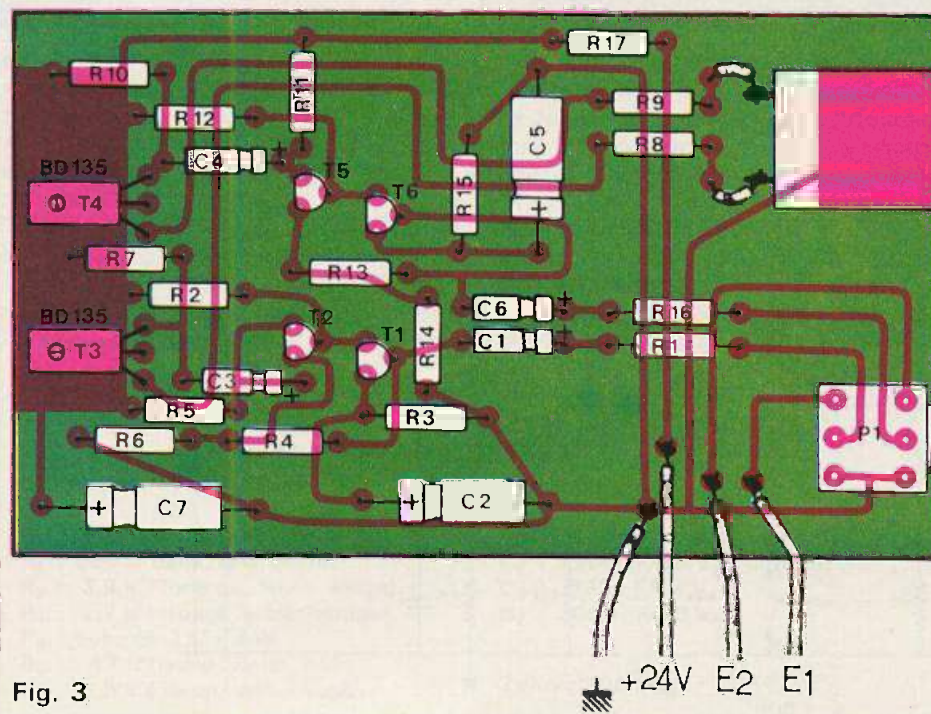 R17
R10
R11
R9
R12
C5
C4
R8
BD135
T5
R15
T6
T4
R7
R13
R2
C6
R16
BD135
T2
T1
R14
C1
R1
T3
C3
R5
R3
P1
R6
R4
C7
C2
+24V E2 E1
Fig. 3